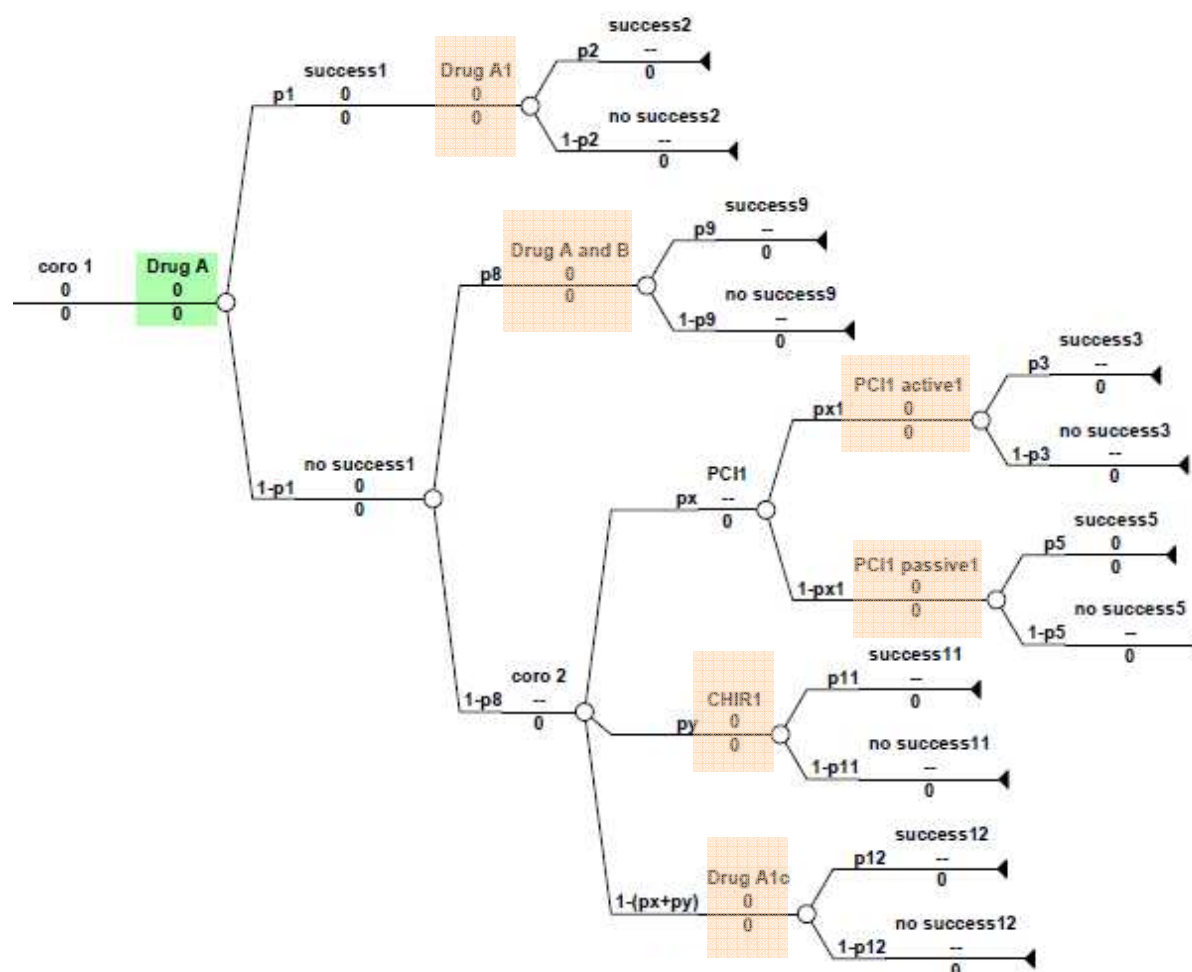 success2
p2
--
0
success1
Drug A1
p1
0
0
0
0
no success2
1-p2
--
0
success9
p9
--
0
Drug A and B
p8
0
0
no success9
1-p9
--
0
coro 1
Drug A
0
0
0
0
success3
p3
--
0
PCI1 active1
px1
0
0
no success3
1-p3
--
0
no success1
1-p1
0
0
PCI1
px
--
0
success5
p5
0
0
PCI1 passive1
1-px1
0
0
no success5
1-p5
--
0
coro 2
1-p8
--
0
success11
p11
--
0
CHIR1
py
0
0
no success11
1-p11
--
0
success12
p12
--
0
Drug A1c
1-(px+py)
0
0
no success12
1-p12
--
0